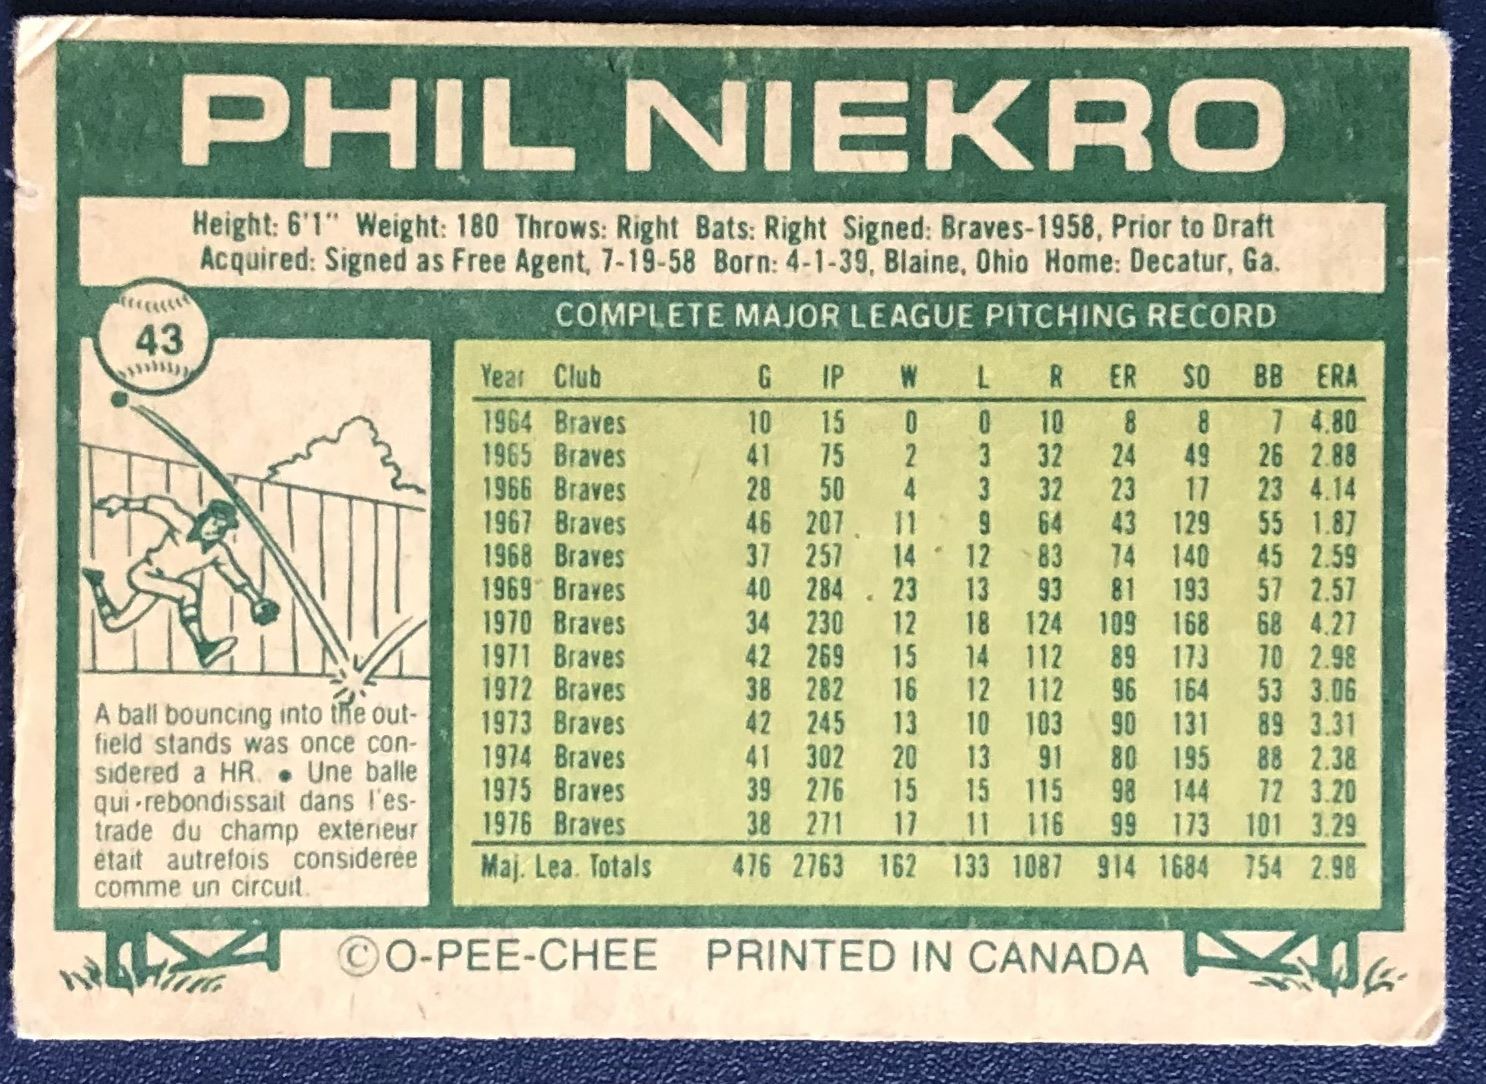 PHIL NIEKRO
Height: 6'1" Weight: 180 Throws: Right Bats: Right Signed: Braves-1958, Prior to Draft
Acquired: Signed as Free Agent, 7-19-58 Born: 4-1-39, Blaine, Ohio Home: Decatur, Ga.
43
COMPLETE MAJOR LEAGUE PITCHING RECORD
Year Club G IP W L R ER SO BB ERA
1964 Braves 10 15 0 0 10 8 8 7 4.80
1965 Braves 41 75 2 3 32 24 49 26 2.88
1966 Braves 28 50 4 3 32 23 17 23 4.14
1967 Braves 46 207 11 9 64 43 129 55 1.87
1968 Braves 37 257 14 12 83 74 140 45 2.59
1969 Braves 40 284 23 13 93 81 193 57 2.57
1970 Braves 34 230 12 18 124 109 168 68 4.27
1971 Braves 42 269 15 14 112 89 173 70 2.98
1972 Braves 38 282 16 12 112 96 164 53 3.06
1973 Braves 42 245 13 10 103 90 131 89 3.31
1974 Braves 41 302 20 13 91 80 195 88 2.38
1975 Braves 39 276 15 15 115 98 144 72 3.20
1976 Braves 38 271 17 11 116 99 173 101 3.29
Maj. Lea. Totals 476 2763 162 133 1087 914 1684 754 2.98
A ball bouncing into the out-
field stands was once con-
sidered a HR. • Une balle
qui rebondissait dans l'es-
trade du champ extérieur
était autrefois considérée
comme un circuit.
©O-PEE-CHEE PRINTED IN CANADA